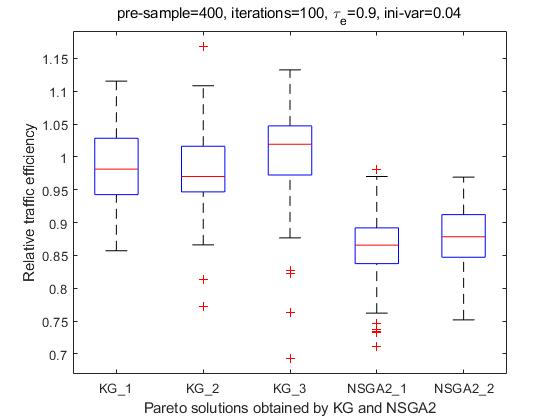 pre-sample=400, iterations=100, τe=0.9, ini-var=0.04
Relative traffic efficiency
1.15
1.1
1.05
1
0.95
0.9
0.85
0.8
0.75
0.7
KG_1 KG_2 KG_3 NSGA2_1 NSGA2_2
Pareto solutions obtained by KG and NSGA2